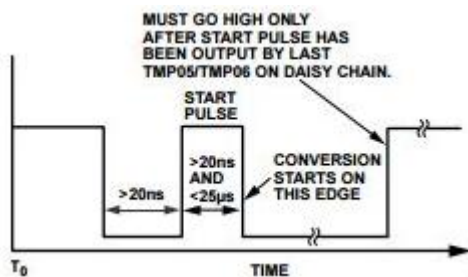 MUST GO HIGH ONLY
AFTER START PULSE HAS
BEEN OUTPUT BY LAST
TMP05/TMP06 ON DAISY CHAIN.
START
PULSE
>20ns
>20ns
AND
<25µs
CONVERSION
STARTS ON
THIS EDGE
T0
TIME